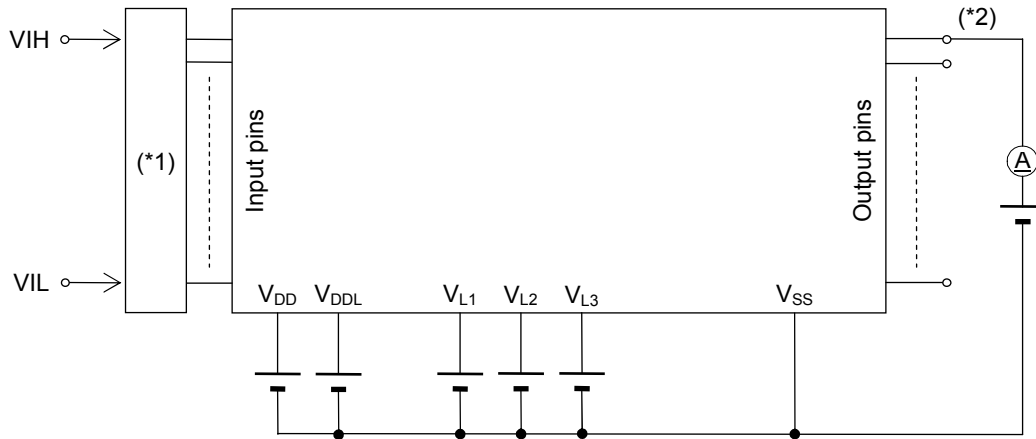 VIH
(*2)
(*1)
Input pins
Output pins
A
VIL
VDD
VDDL
VL1
VL2
VL3
VSS